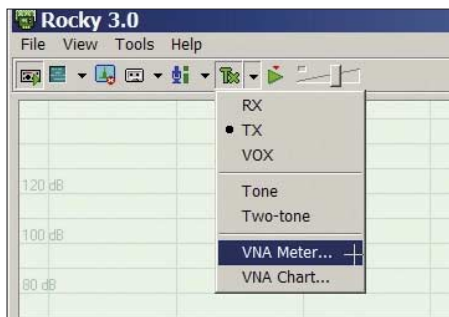 Rocky 3.0
File View Tools Help
Tx
RX
TX
VOX
120 dB
Tone
Two-tone
100 dB
VNA Meter...
VNA Chart...
80 dB